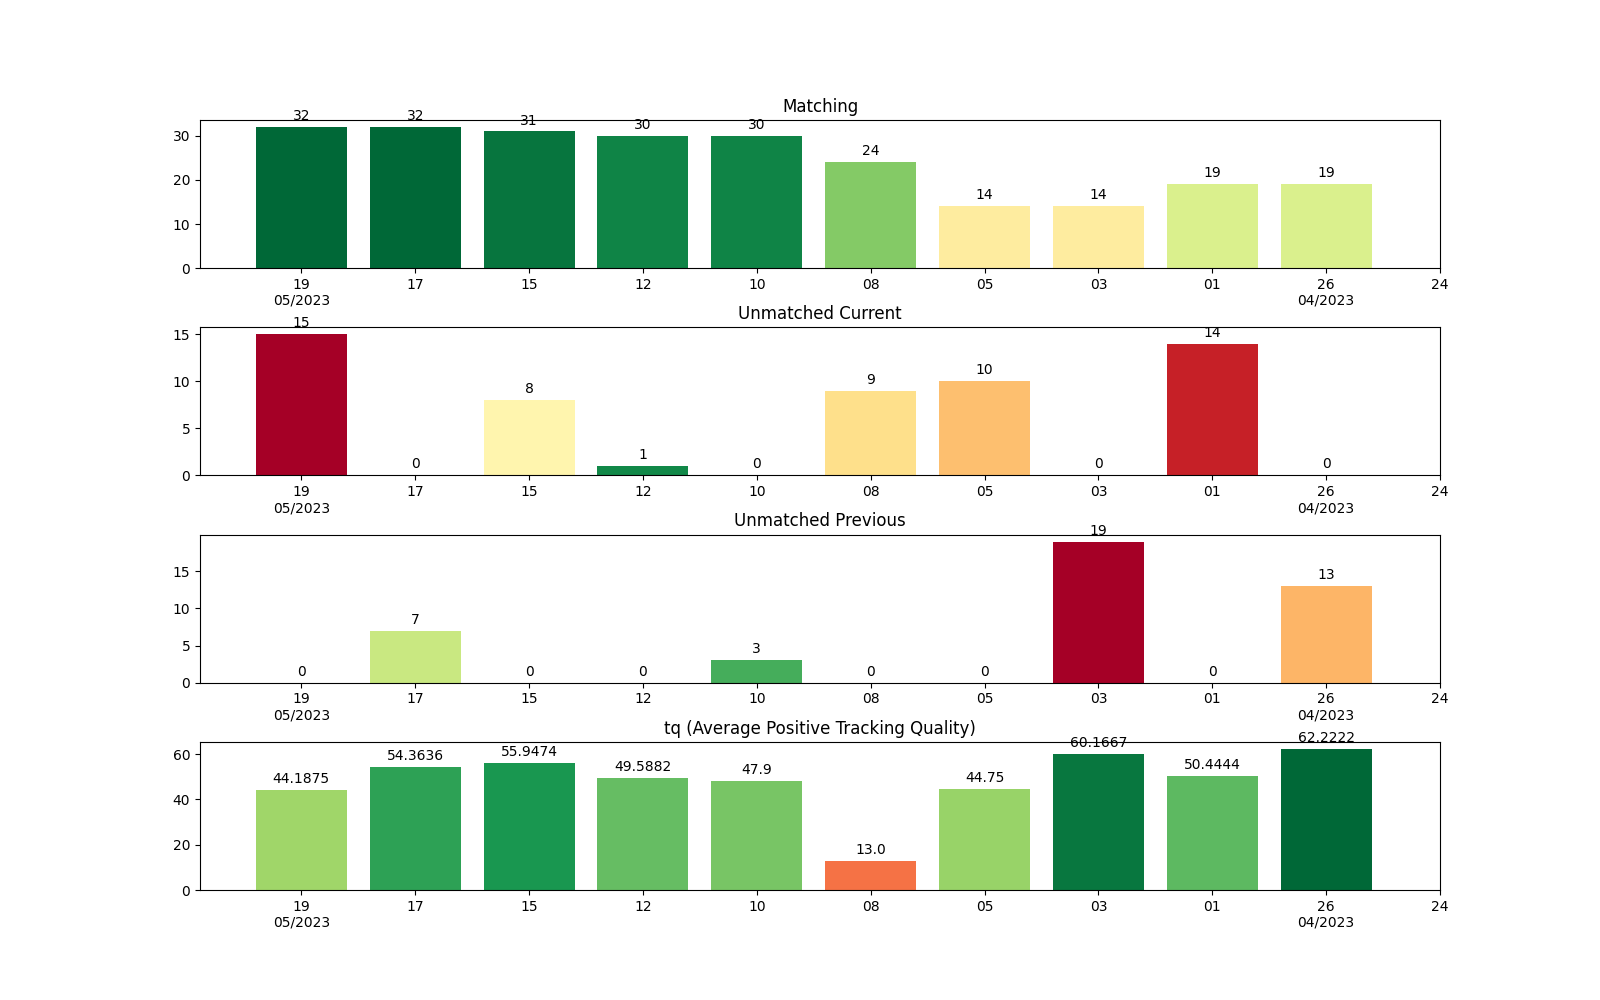 Matching
32 32 31 30 30 24 14 14 19 19
30
20
10
0
19 17 15 12 10 08 05 03 01 26 24
05/2023 04/2023
Unmatched Current
15 0 8 1 0 9 10 0 14 0
15
10
5
0
19 17 15 12 10 08 05 03 01 26 24
05/2023 04/2023
Unmatched Previous
0 7 0 0 3 0 0 19 0 13
15
10
5
0
19 17 15 12 10 08 05 03 01 26 24
05/2023 04/2023
tq (Average Positive Tracking Quality)
44.1875 54.3636 55.9474 49.5882 47.9 13.0 44.75 60.1667 50.4444 62.2222
60
40
20
0
19 17 15 12 10 08 05 03 01 26 24
05/2023 04/2023